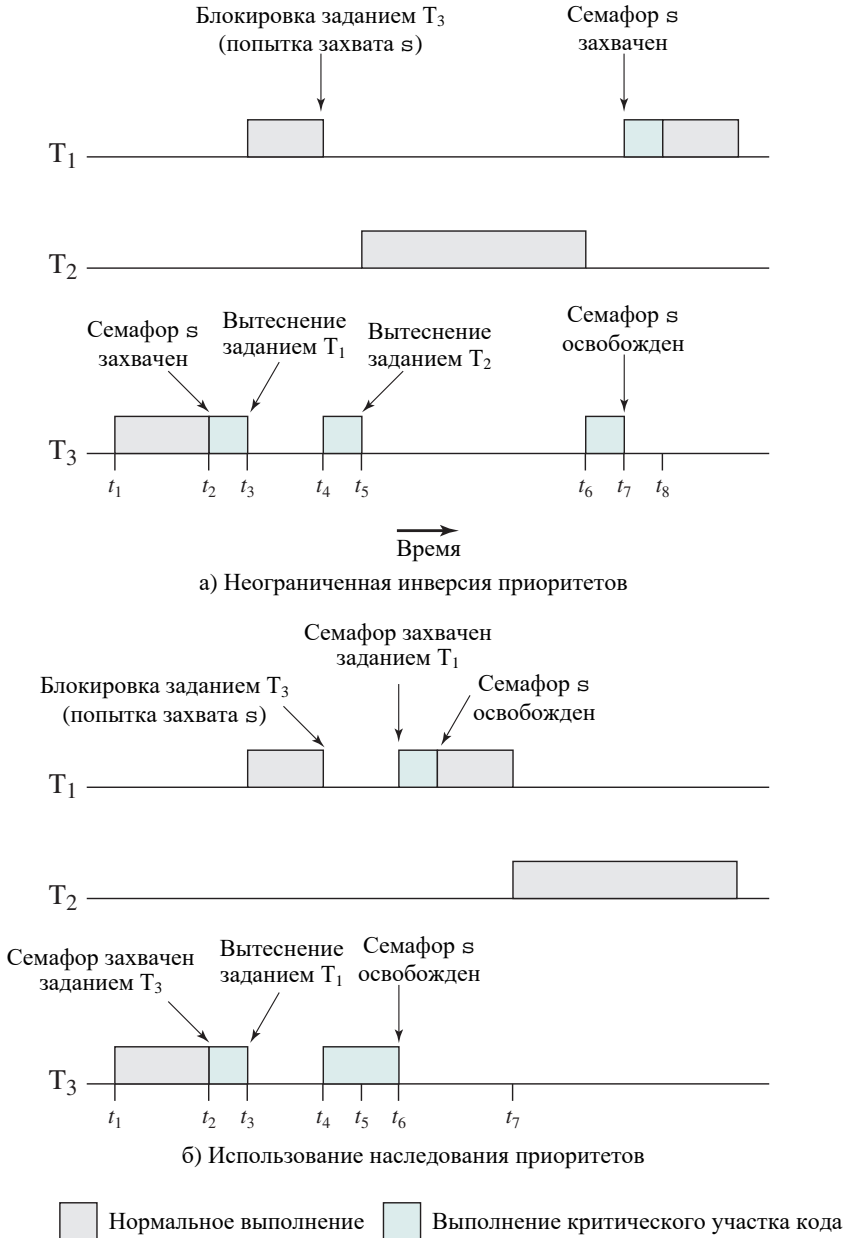 Блокировка заданием T3
(попытка захвата s)
Семафор s
захвачен
T1
T2
Семафор s
захвачен
Вытеснение
заданием T1
Вытеснение
заданием T2
Семафор s
освобожден
T3
t1 t2 t3 t4 t5 t6 t7 t8
Время
а) Неограниченная инверсия приоритетов
Семафор захвачен
заданием T1
Блокировка заданием T3
(попытка захвата s)
Семафор s
освобожден
T1
T2
Семафор захвачен
заданием T3
Вытеснение
заданием T1
Семафор s
освобожден
T3
t1 t2 t3 t4 t5 t6 t7
б) Использование наследования приоритетов
Нормальное выполнение
Выполнение критического участка кода